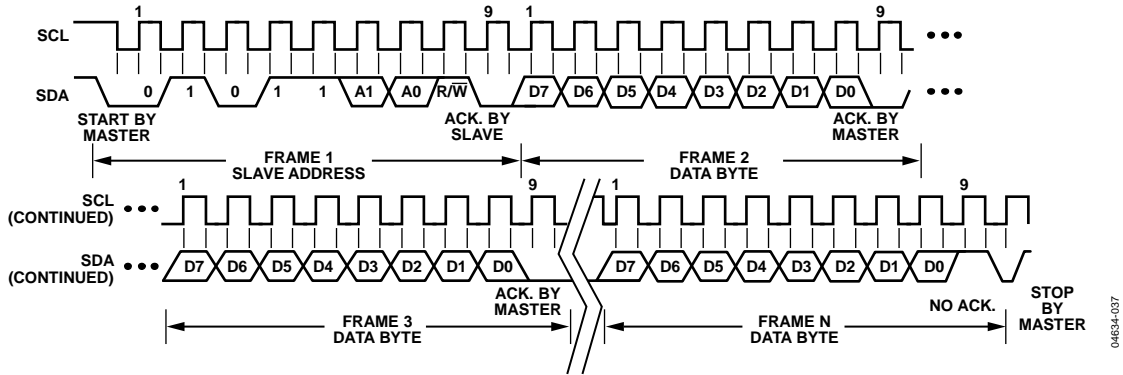 1 9 1 9
SCL
SDA 0 1 0 1 1 A1 A0 R/W̅ D7 D6 D5 D4 D3 D2 D1 D0
START BY
MASTER
ACK. BY
SLAVE
ACK. BY
MASTER
FRAME 1
SLAVE ADDRESS
FRAME 2
DATA BYTE
1 9 1 9
SCL
(CONTINUED)
SDA
(CONTINUED)
D7 D6 D5 D4 D3 D2 D1 D0 D7 D6 D5 D4 D3 D2 D1 D0
ACK. BY
MASTER
NO ACK.
STOP
BY
MASTER
FRAME 3
DATA BYTE
FRAME N
DATA BYTE
04634-037